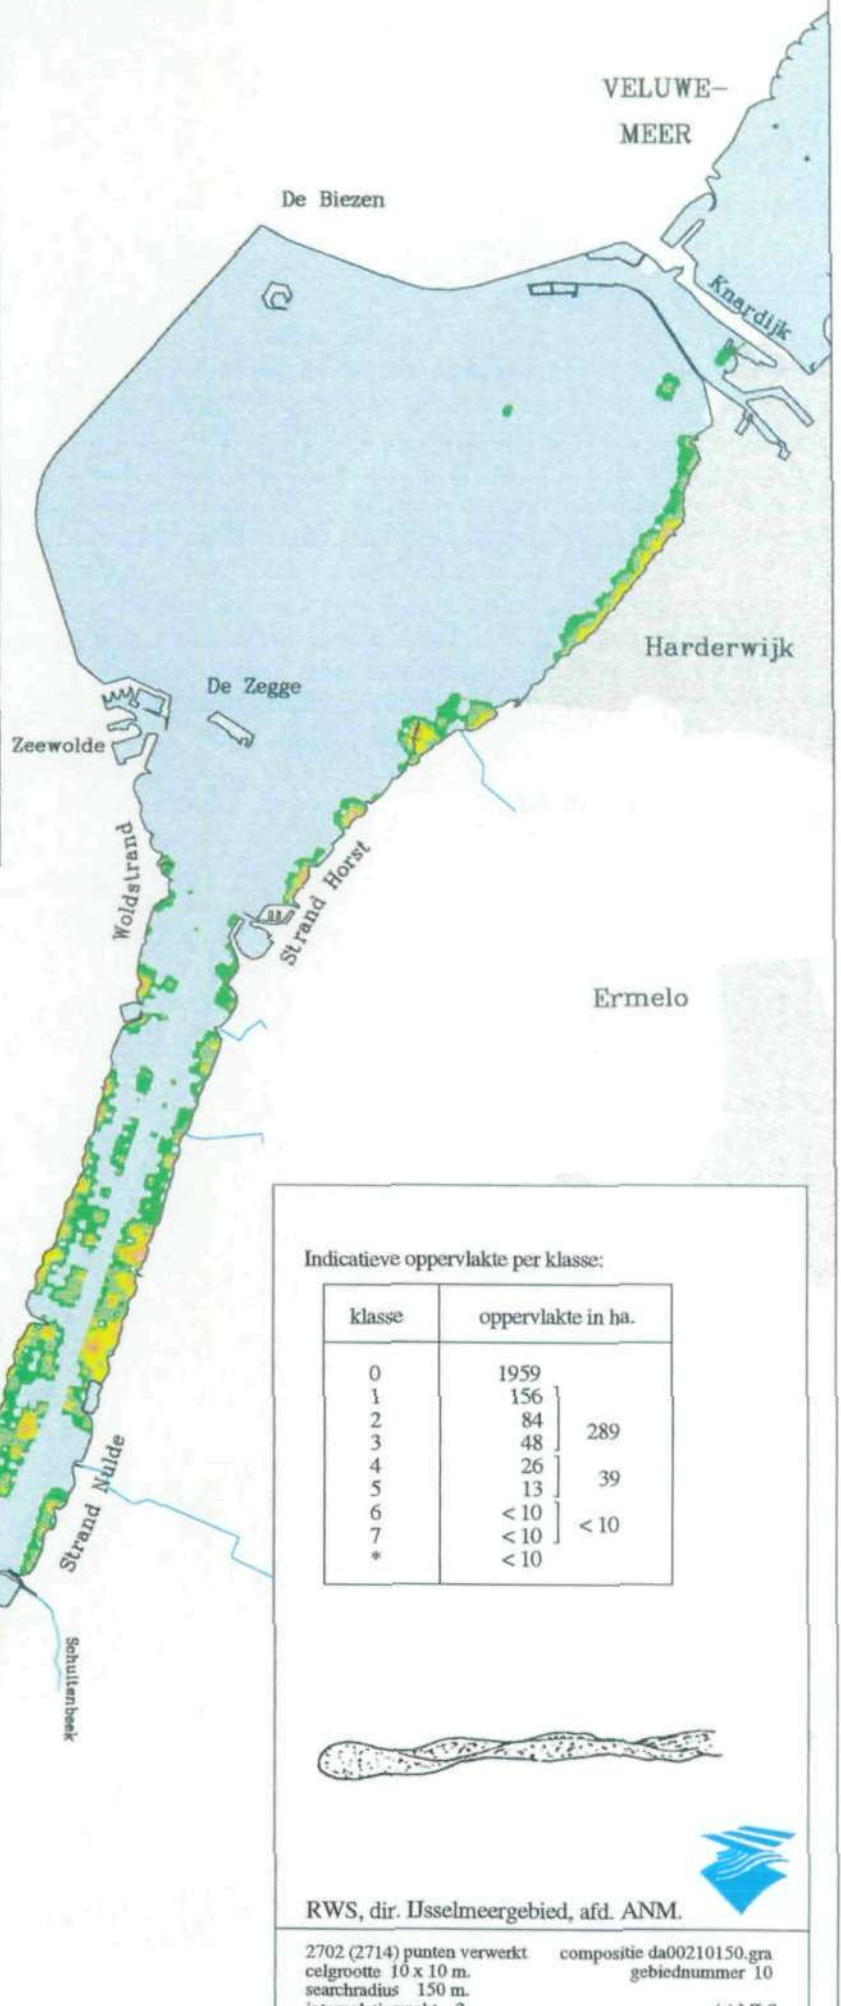 VELUWE-
MEER
De Biezen
Knardijk
Harderwijk
De Zegge
Zeewolde
Woldstrand
Strand Horst
Ermelo
Strand Nulde
Schuitenbeek
Indicatieve oppervlakte per klasse:
klasse oppervlakte in ha.
0 1959
1 156
2 84 289
3 48
4 26 39
5 13
6 < 10 < 10
7 < 10
* < 10
RWS, dir. IJsselmeergebied, afd. ANM.
2702 (2714) punten verwerkt compositie da00210150.gra
celgrootte 10 x 10 m. gebiednummer 10
searchradius 150 m.